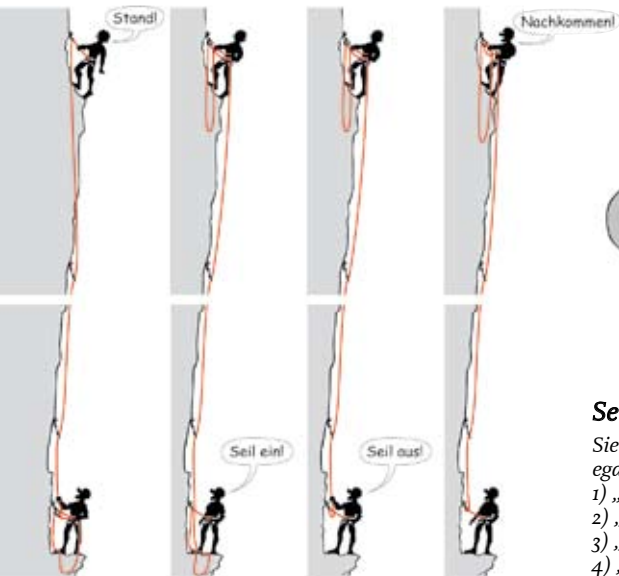 Stand!
Nachkommen!
Seil ein!
Seil aus!
Se
Sie
ega
1) „
2) „
3) „
4) „